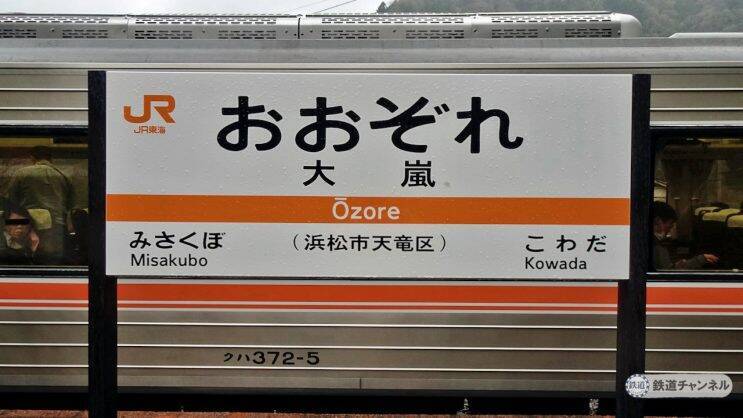 JR
JR東海
おおぞれ
大嵐
Ōzore
みさくぼ
Misakubo
（浜松市天竜区）
こわだ
Kowada
クハ372-5
鉄道 鉄道チャンネル